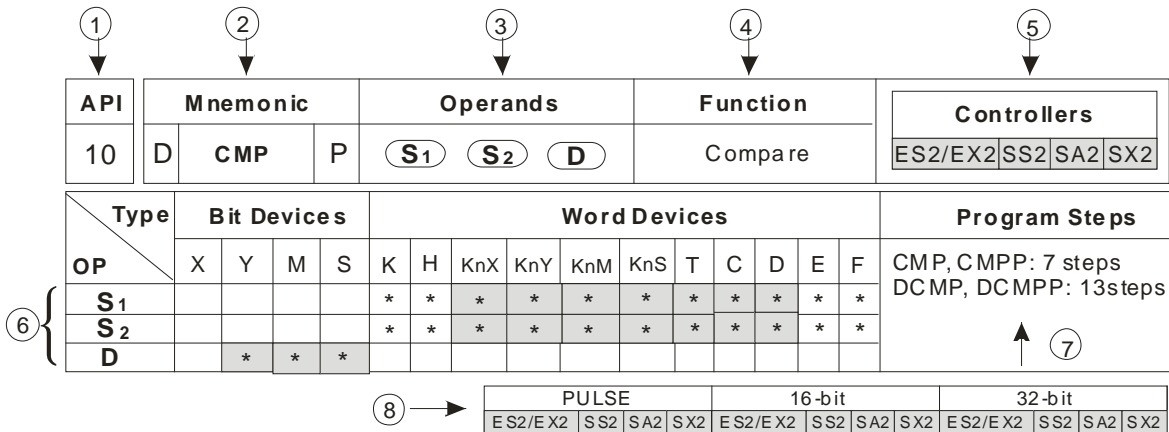 1 2 3 4 5
API Mnemonic Operands Function Controllers
10 D CMP P S1 S2 D Compare ES2/EX2 SS2 SA2 SX2
Type Bit Devices Word Devices Program Steps
OP X Y M S K H KnX KnY KnM KnS T C D E F CMP, CMPP: 7 steps
S1 * * * * * * * * * * * DCMP, DCMPP: 13steps
6 S2 * * * * * * * * * * *
D * * * 7
8 PULSE 16-bit 32-bit
ES2/EX2 SS2 SA2 SX2 ES2/EX2 SS2 SA2 SX2 ES2/EX2 SS2 SA2 SX2